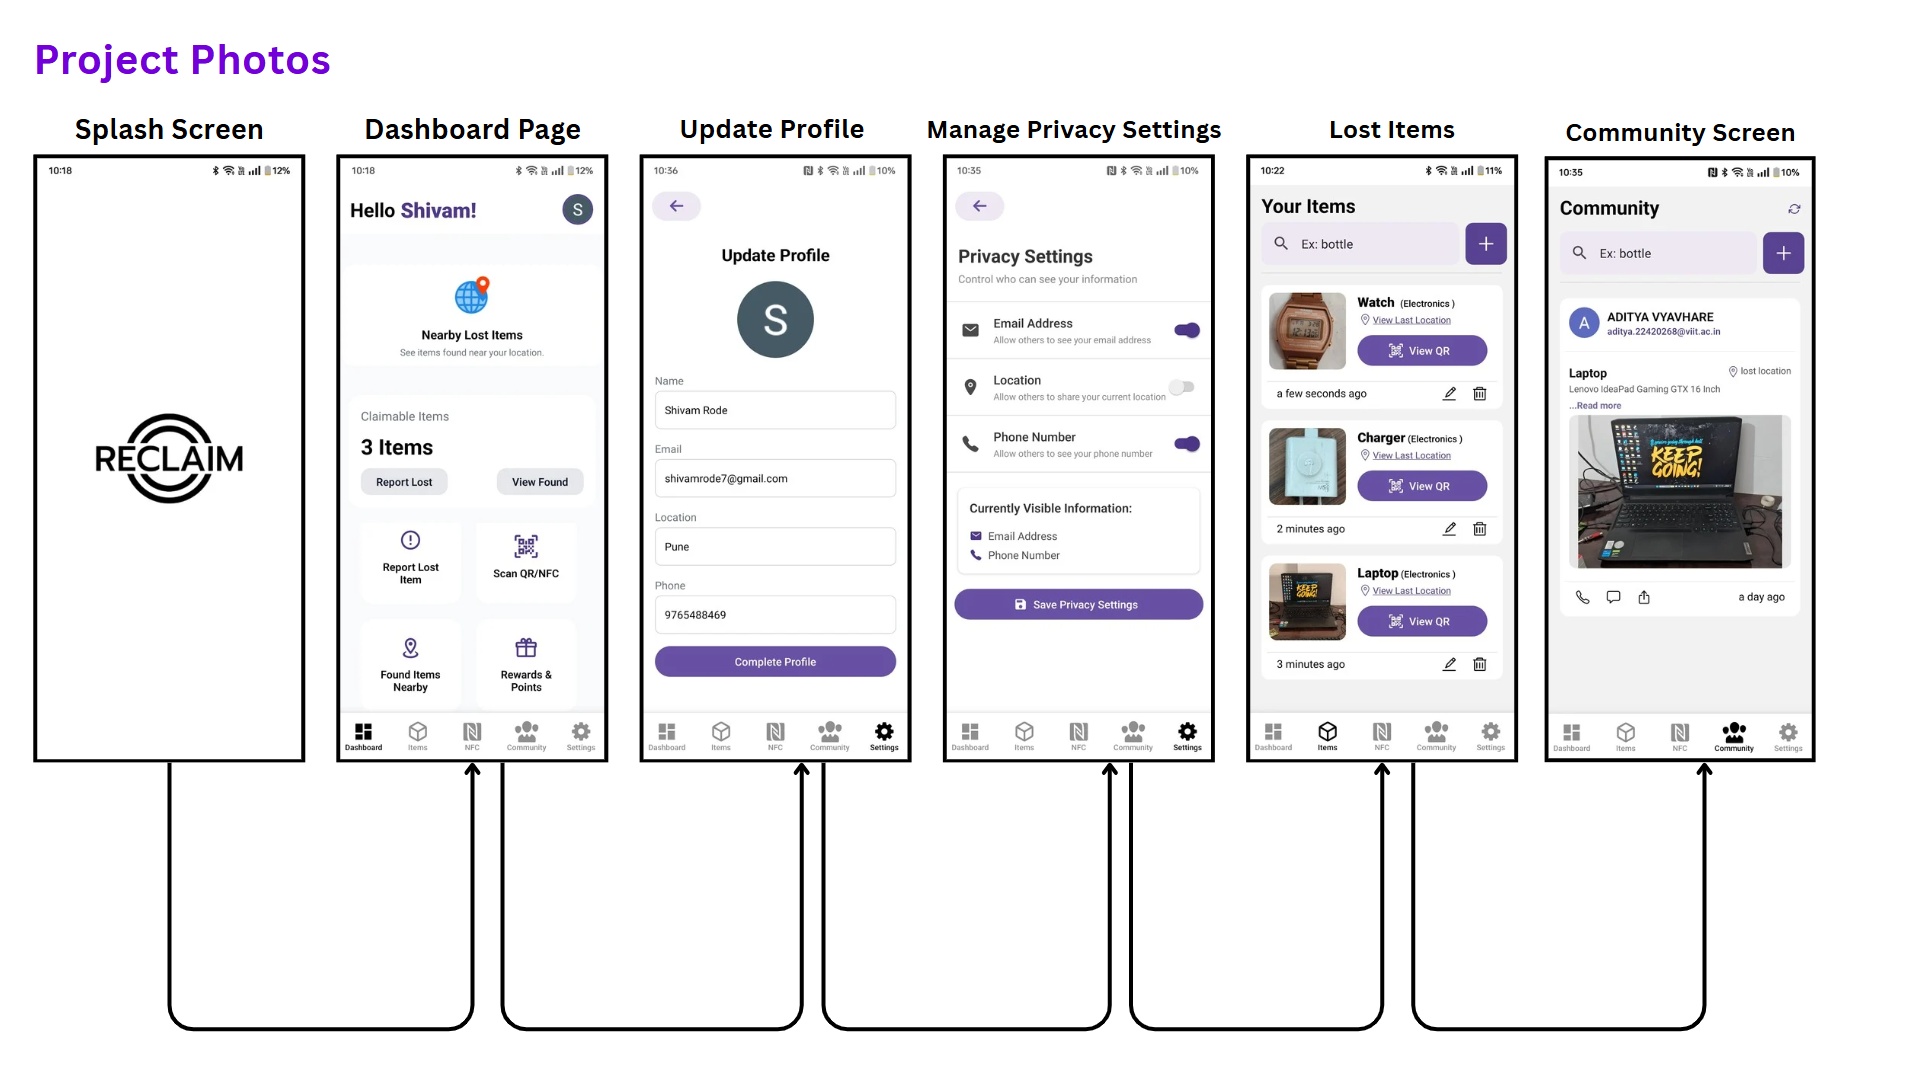 Project Photos
Splash Screen
10:18
12%
RECLAIM
Dashboard Page
10:18
12%
Hello Shivam!
S
Nearby Lost Items
See items found near your location.
Claimable Items
3 Items
Report Lost
View Found
Report Lost
Item
Scan QR/NFC
Found Items
Nearby
Rewards &
Points
Dashboard
Items
NFC
Community
Settings
Update Profile
10:36
10%
Update Profile
S
Name
Shivam Rode
Email
shivamrode7@gmail.com
Location
Pune
Phone
9765488469
Complete Profile
Dashboard
Items
NFC
Community
Settings
Manage Privacy Settings
10:35
10%
Privacy Settings
Control who can see your information
Email Address
Allow others to see your email address
Location
Allow others to share your current location
Phone Number
Allow others to see your phone number
Currently Visible Information:
Email Address
Phone Number
Save Privacy Settings
Dashboard
Items
NFC
Community
Settings
Lost Items
10:22
11%
Your Items
Ex: bottle
+
Watch (Electronics )
View Last Location
View QR
a few seconds ago
Charger (Electronics )
View Last Location
View QR
2 minutes ago
Laptop (Electronics )
View Last Location
View QR
3 minutes ago
Dashboard
Items
NFC
Community
Settings
Community Screen
10:35
10%
Community
Ex: bottle
+
A
ADITYA VYAVHARE
aditya.22420268@viit.ac.in
Laptop
lost location
Lenovo IdeaPad Gaming GTX 16 Inch
...Read more
KEEP
GOING!
a day ago
Dashboard
Items
NFC
Community
Settings